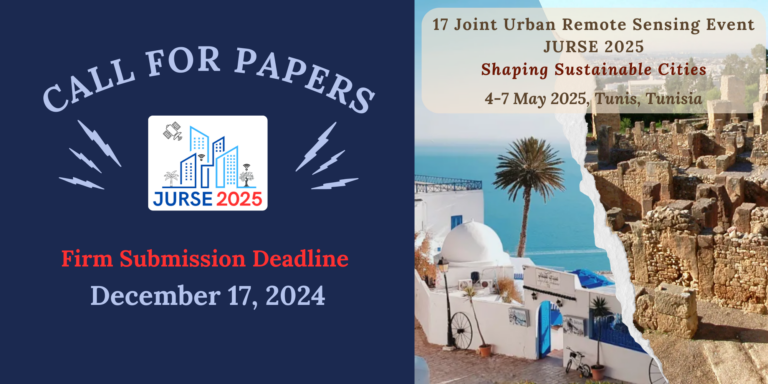 CALL FOR PAPERS
JURSE 2025
Firm Submission Deadline
December 17, 2024
17 Joint Urban Remote Sensing Event
JURSE 2025
Shaping Sustainable Cities
4-7 May 2025, Tunis, Tunisia